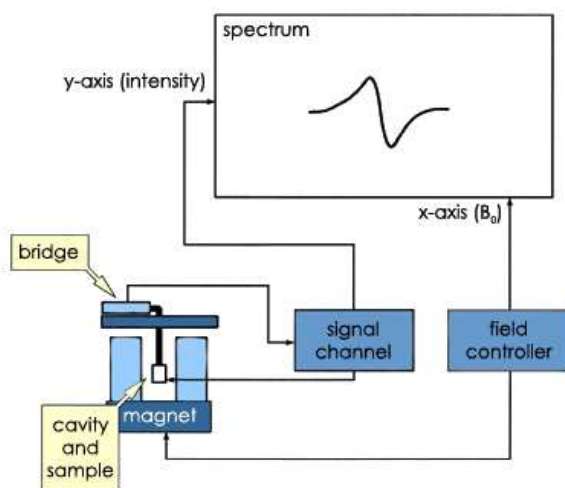 spectrum
y-axis (intensity)
x-axis (B₀)
bridge
signal
channel
field
controller
magnet
cavity
and
sample